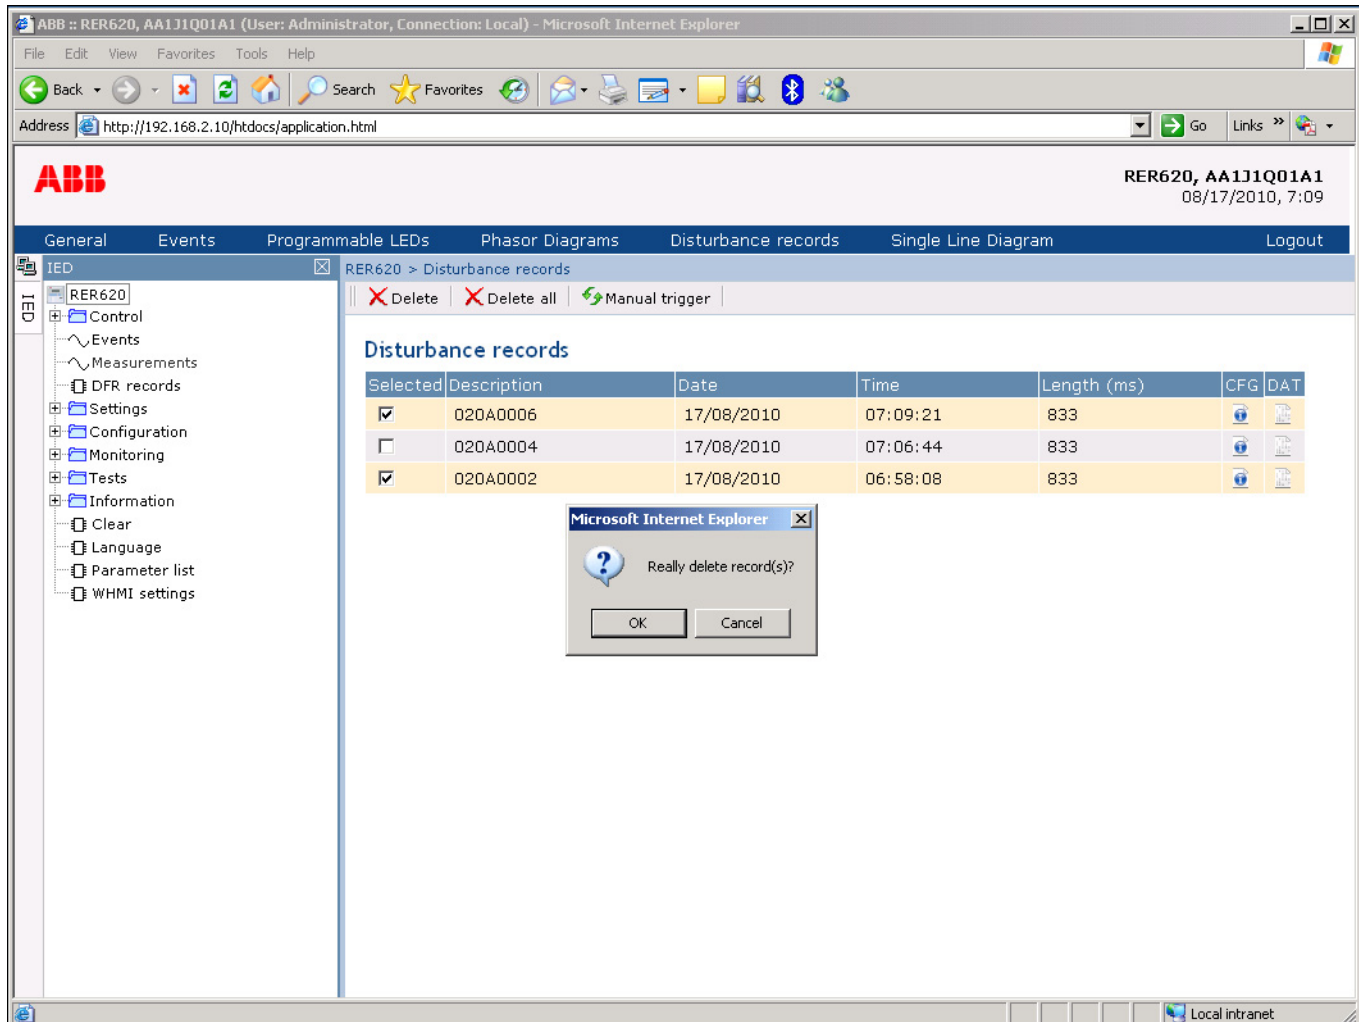 ABB :: RER620, AA1J1Q01A1 (User: Administrator, Connection: Local) - Microsoft Internet Explorer
File Edit View Favorites Tools Help
Back Search Favorites
Address http://192.168.2.10/htdocs/application.html Go Links »
ABB
RER620, AA1J1Q01A1
08/17/2010, 7:09
General Events Programmable LEDs Phasor Diagrams Disturbance records Single Line Diagram Logout
IED
IED
RER620 > Disturbance records
Delete Delete all Manual trigger
RER620
Control
Events
Measurements
DFR records
Settings
Configuration
Monitoring
Tests
Information
Clear
Language
Parameter list
WHMI settings
Disturbance records
Selected Description Date Time Length (ms) CFG DAT
020A0006 17/08/2010 07:09:21 833
020A0004 17/08/2010 07:06:44 833
020A0002 17/08/2010 06:58:08 833
Microsoft Internet Explorer
Really delete record(s)?
OK Cancel
Local intranet